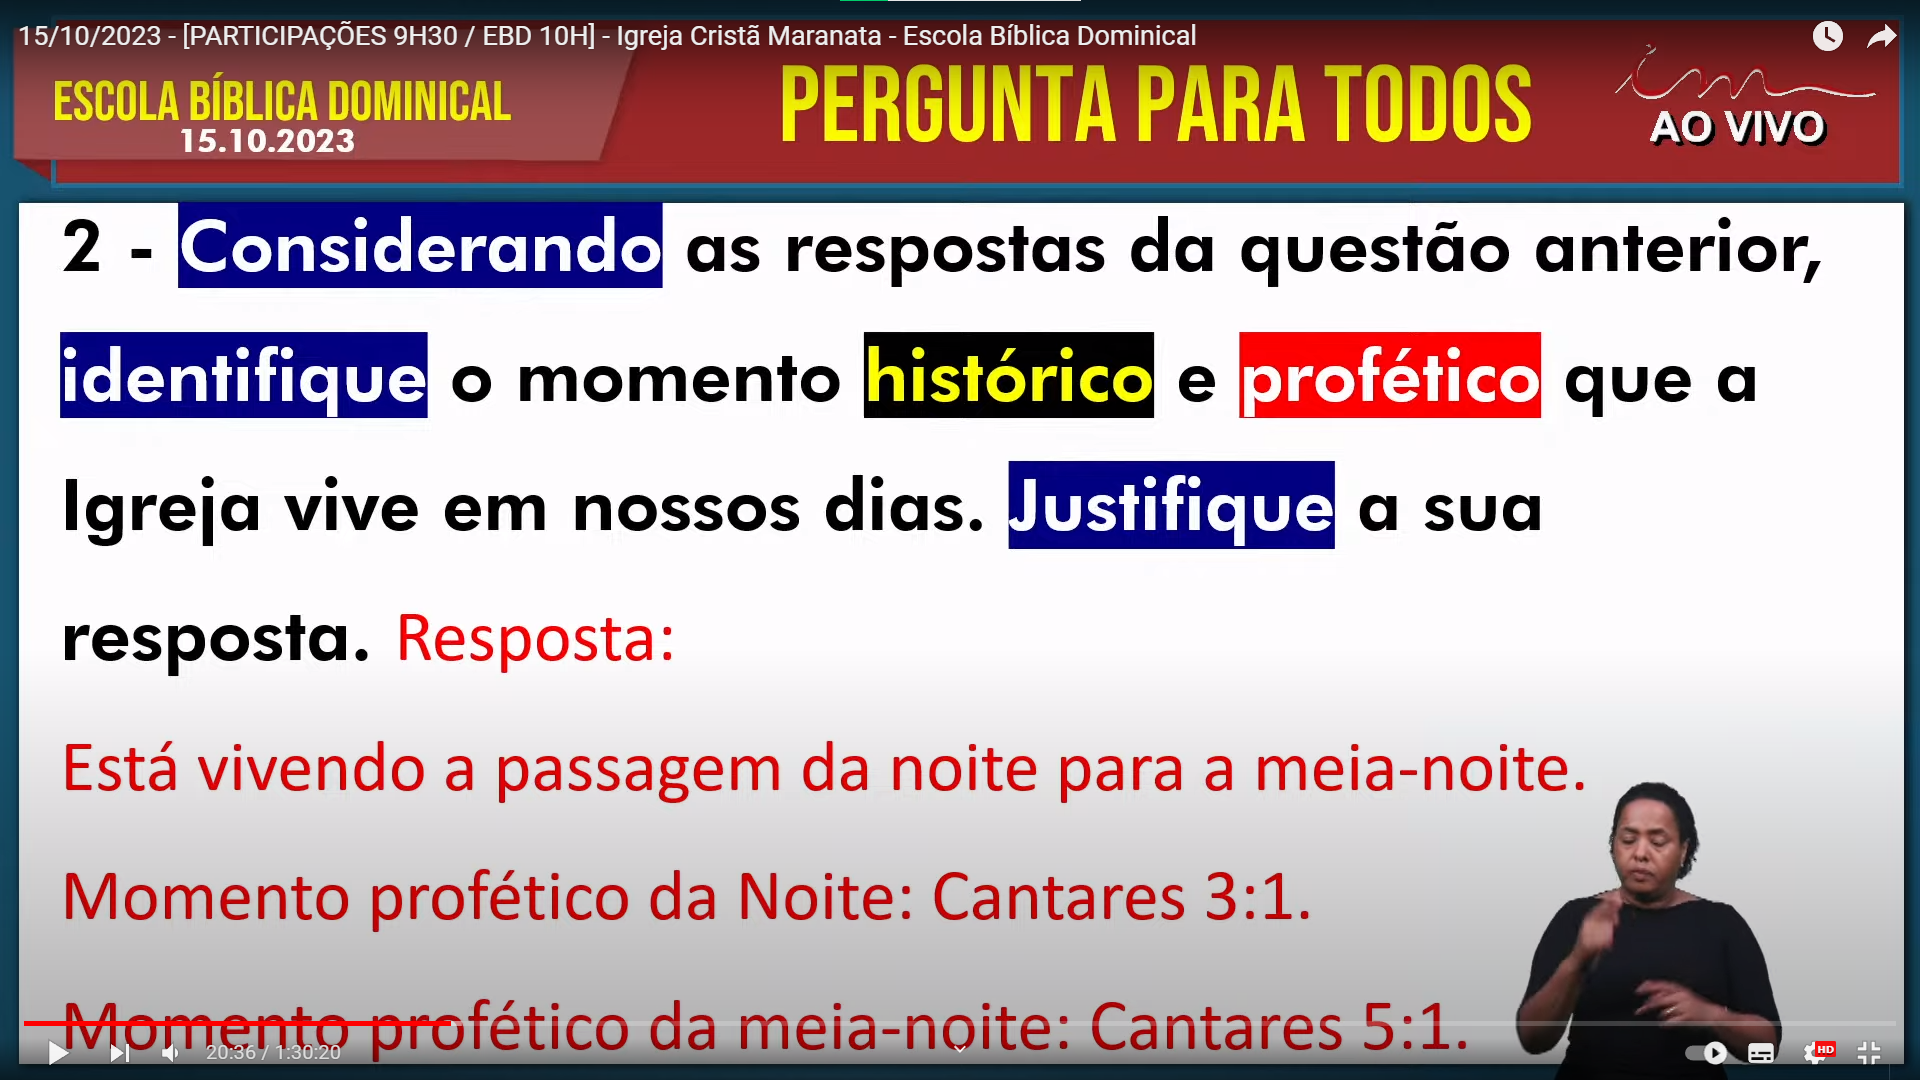 15/10/2023 - [PARTICIPAÇÕES 9H30 / EBD 10H] - Igreja Cristã Maranata - Escola Bíblica Dominical
ESCOLA BÍBLICA DOMINICAL
15.10.2023
PERGUNTA PARA TODOS
im
AO VIVO
2 - Considerando as respostas da questão anterior,
identifique o momento histórico e profético que a
Igreja vive em nossos dias. Justifique a sua
resposta. Resposta:
Está vivendo a passagem da noite para a meia-noite.
Momento profético da Noite: Cantares 3:1.
Momento profético da meia-noite: Cantares 5:1.
20:36 / 1:30:20
HD